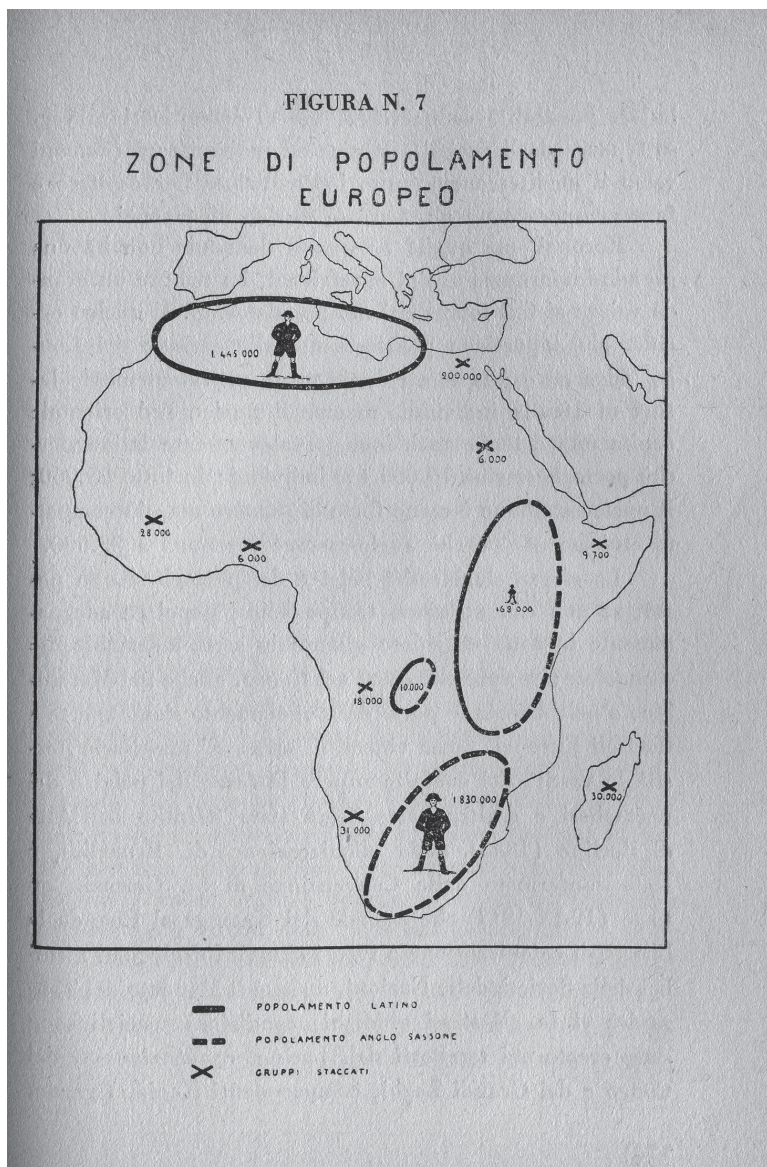 FIGURA N. 7
ZONE DI POPOLAMENTO
EUROPEO
1.445 000
200.000
6.000
28 000
6.000
9.700
168.000
18.000
10.000
1.830.000
30.000
31.000
POPOLAMENTO LATINO
POPOLAMENTO ANGLO SASSONE
GRUPPI STACCATI